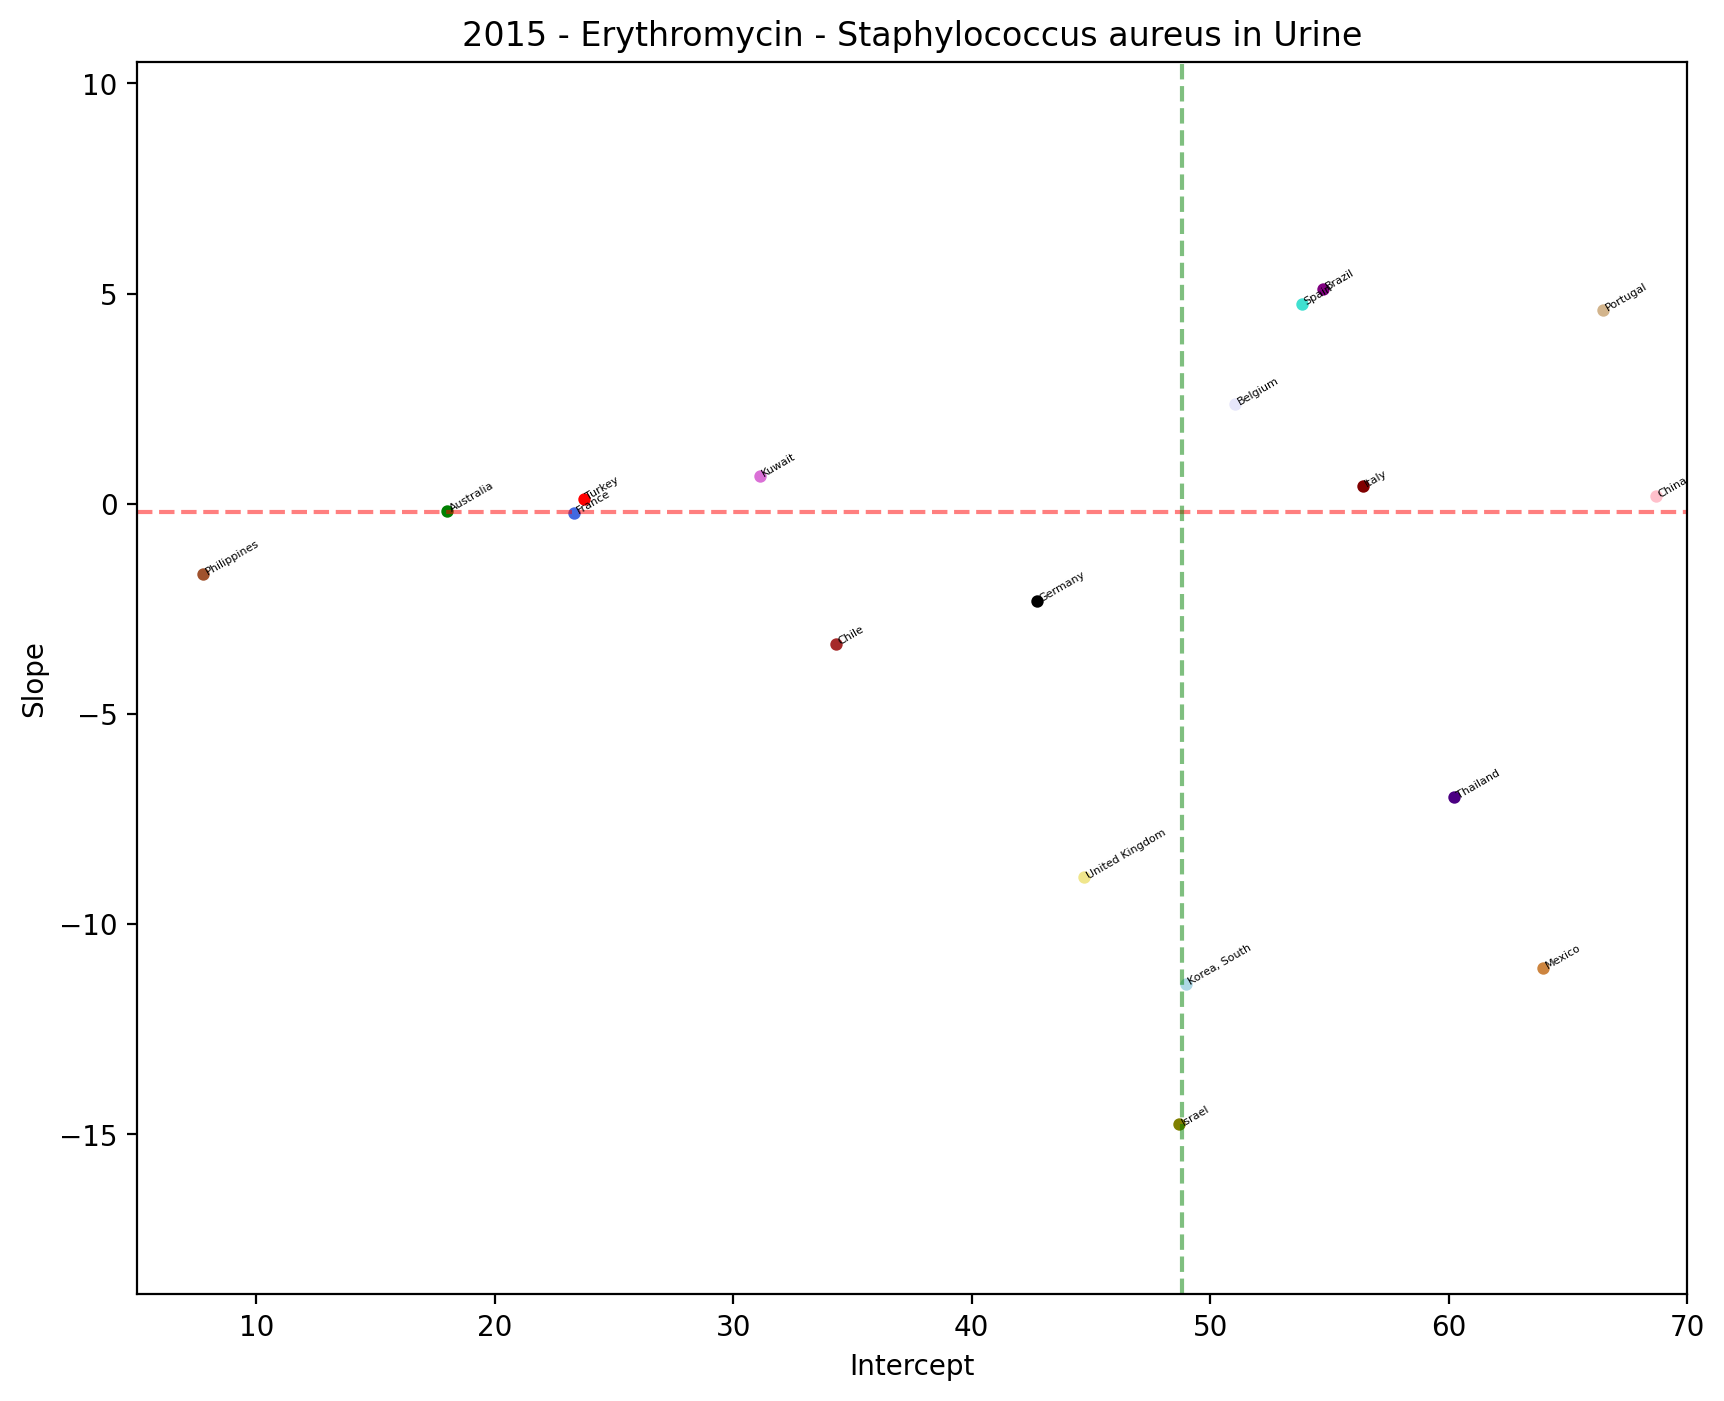 2015 - Erythromycin - Staphylococcus aureus in Urine
10
5
0
−5
−10
−15
Slope
Brazil
Spain
Portugal
Belgium
Kuwait
Italy
China
Turkey
France
Australia
Philippines
Germany
Chile
Thailand
United Kingdom
Korea, South
Mexico
Israel
10
20
30
40
50
60
70
Intercept